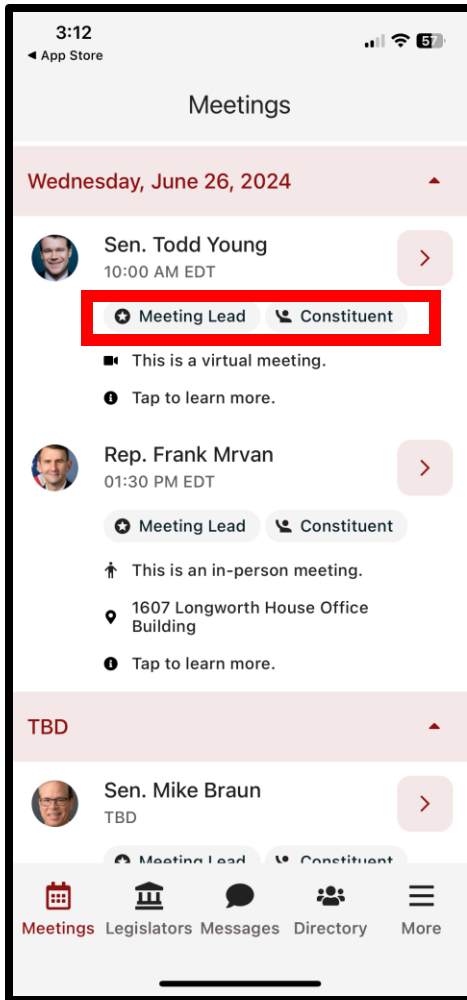 3:12
◀ App Store
57
Meetings
Wednesday, June 26, 2024
Sen. Todd Young
10:00 AM EDT
Meeting Lead Constituent
This is a virtual meeting.
Tap to learn more.
Rep. Frank Mrvan
01:30 PM EDT
Meeting Lead Constituent
This is an in-person meeting.
1607 Longworth House Office
Building
Tap to learn more.
TBD
Sen. Mike Braun
TBD
Meeting Lead Constituent
Meetings Legislators Messages Directory More